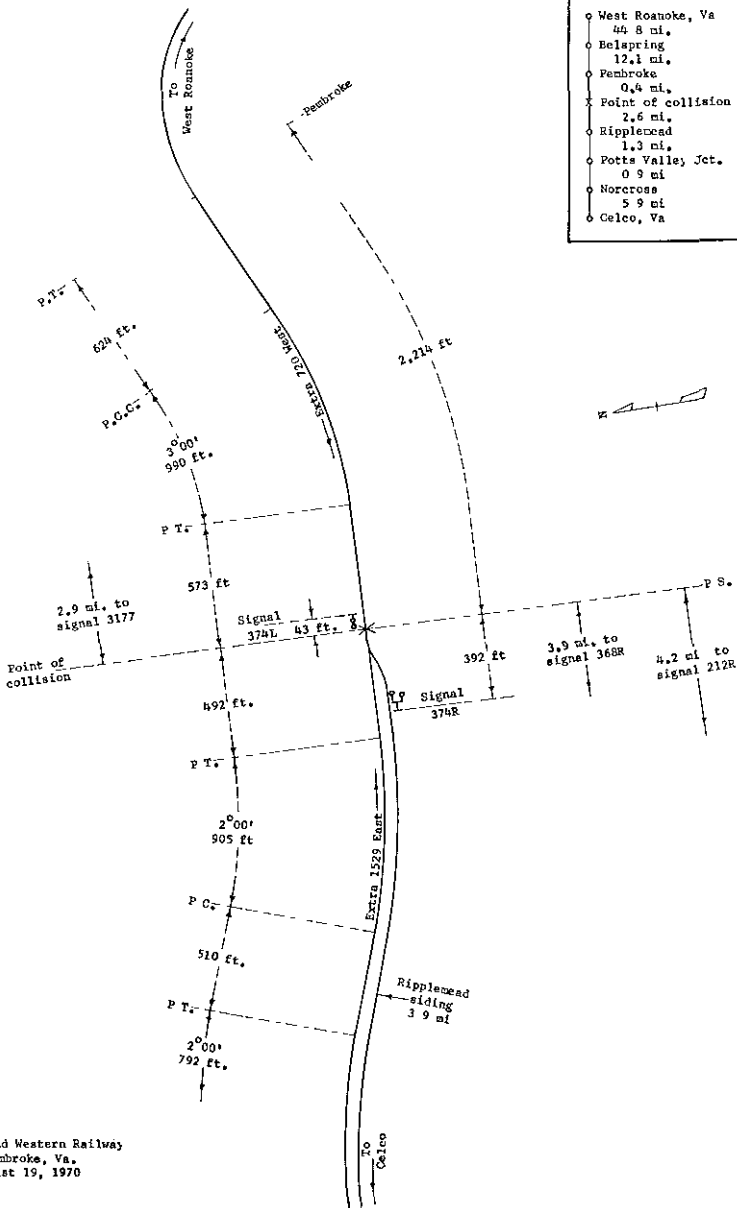 West Roanoke, Va
44 8 mi.
Belspring
12.1 mi.
Pembroke
0.4 mi.
Point of collision
2.6 mi.
Ripplemead
1.3 mi.
Potts Valley Jct.
0 9 mi
Norcross
5 9 mi
Celco, Va
To
West Roanoke
Pembroke
P.T.
624 ft.
P.C.C.
3°00'
990 ft.
Extra 720 West
2,214 ft
N
P T.
573 ft
2.9 mi. to
signal 3177
Signal
374L
43 ft.
P S.
Point of
collision
392 ft
3.9 mi. to
signal 368R
4.2 mi to
signal 212R
492 ft.
Signal
374R
P T.
2°00'
905 ft
Extra 1529 East
P C.
510 ft.
Ripplemead
siding
3 9 mi
P T.
2°00'
792 ft.
To
Celco
d Western Railway
mbroke, Va.
st 19, 1970